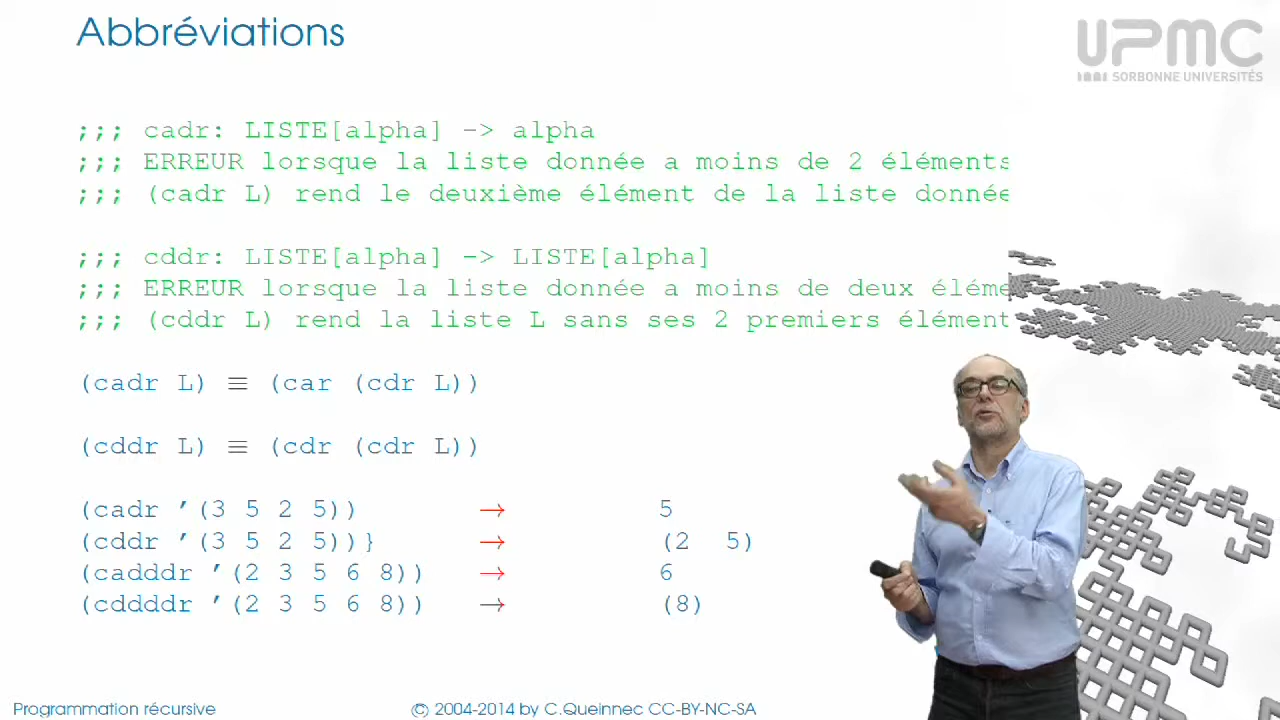 Abbréviations
UPMC
SORBONNE UNIVERSITÉS
;;; cadr: LISTE[alpha] -> alpha
;;; ERREUR lorsque la liste donnée a moins de 2 éléments
;;; (cadr L) rend le deuxième élément de la liste donnée
;;; cddr: LISTE[alpha] -> LISTE[alpha]
;;; ERREUR lorsque la liste donnée a moins de deux éléme
;;; (cddr L) rend la liste L sans ses 2 premiers élément
(cadr L) ≡ (car (cdr L))
(cddr L) ≡ (cdr (cdr L))
(cadr ’(3 5 2 5)) → 5
(cddr ’(3 5 2 5))} → (2 5)
(cadddr ’(2 3 5 6 8)) → 6
(cddddr ’(2 3 5 6 8)) → (8)
Programmation récursive © 2004-2014 by C.Queinnec CC-BY-NC-SA